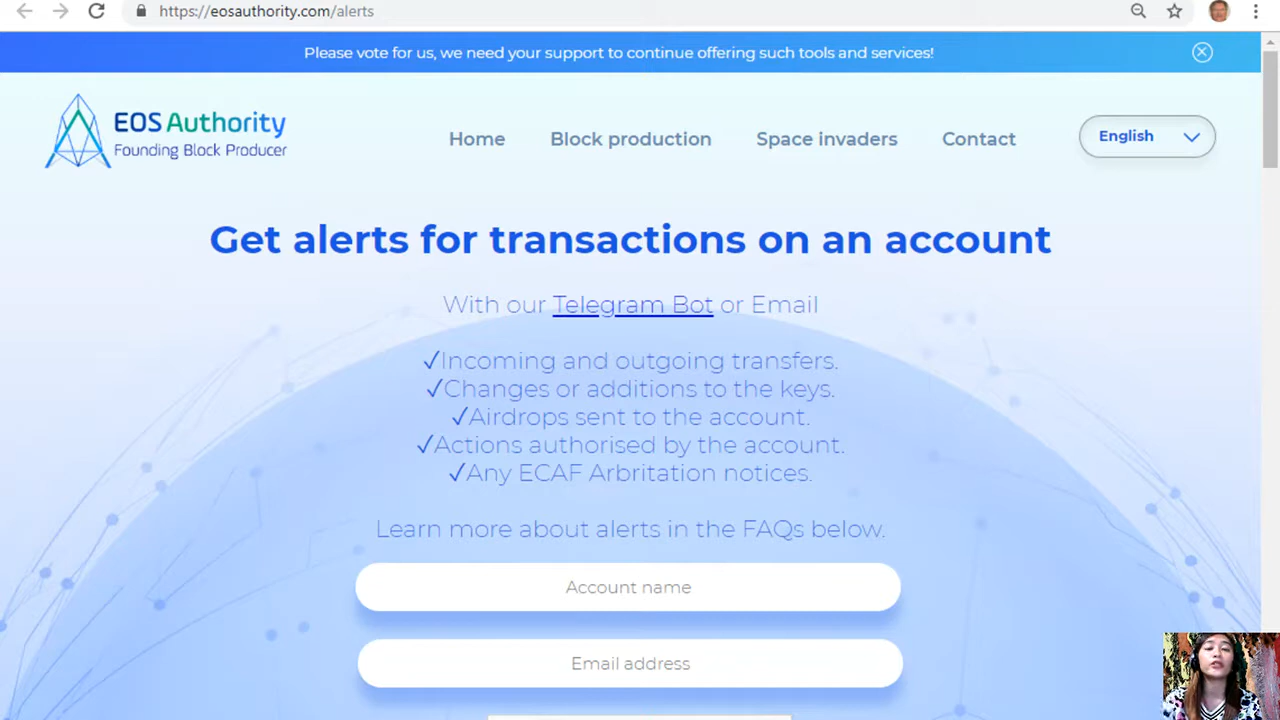 https://eosauthority.com/alerts
Please vote for us, we need your support to continue offering such tools and services!
EOS Authority
Founding Block Producer
Home
Block production
Space invaders
Contact
English
Get alerts for transactions on an account
With our Telegram Bot or Email
✓Incoming and outgoing transfers.
✓Changes or additions to the keys.
✓Airdrops sent to the account.
✓Actions authorised by the account.
✓Any ECAF Arbritation notices.
Learn more about alerts in the FAQs below.
Account name
Email address